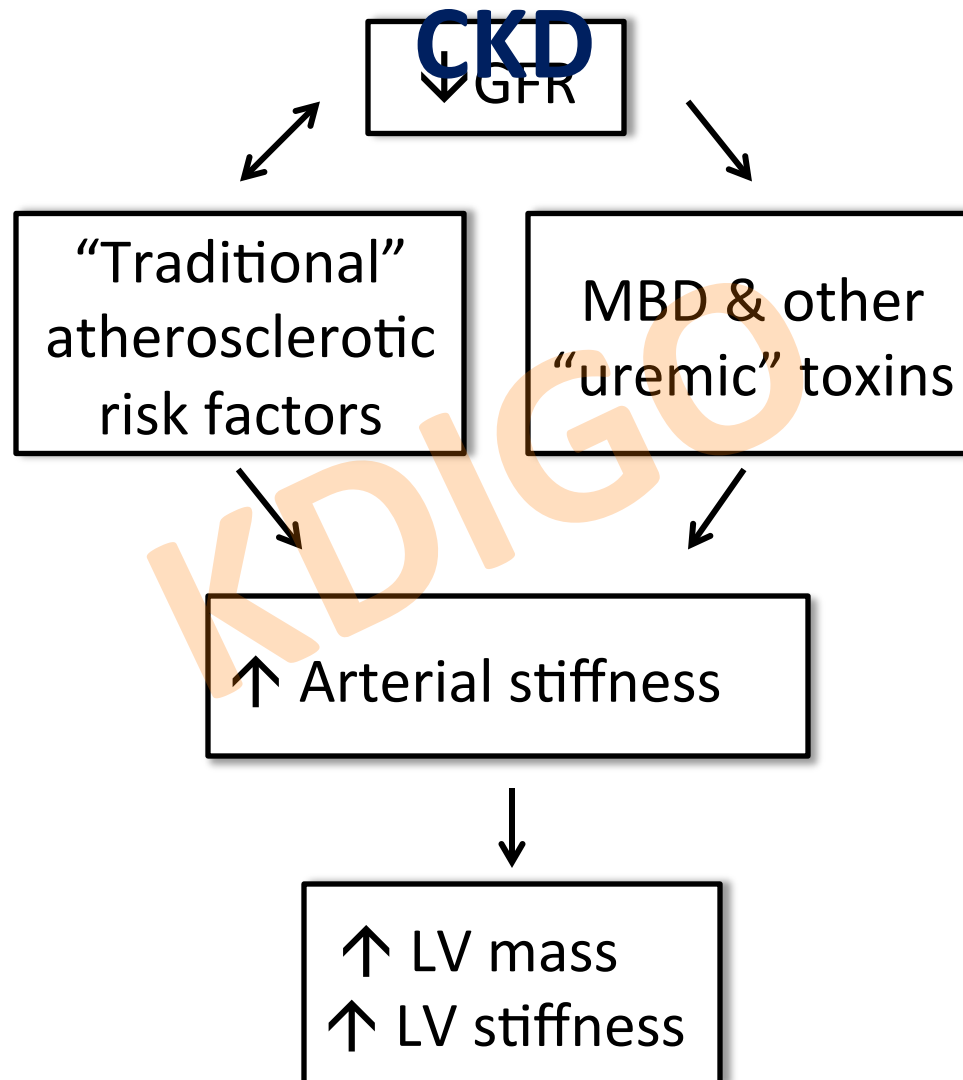 CKD
↓GFR
“Traditional”
atherosclerotic
risk factors
MBD & other
“uremic” toxins
KDIGO
↑ Arterial stiffness
↑ LV mass
↑ LV stiffness